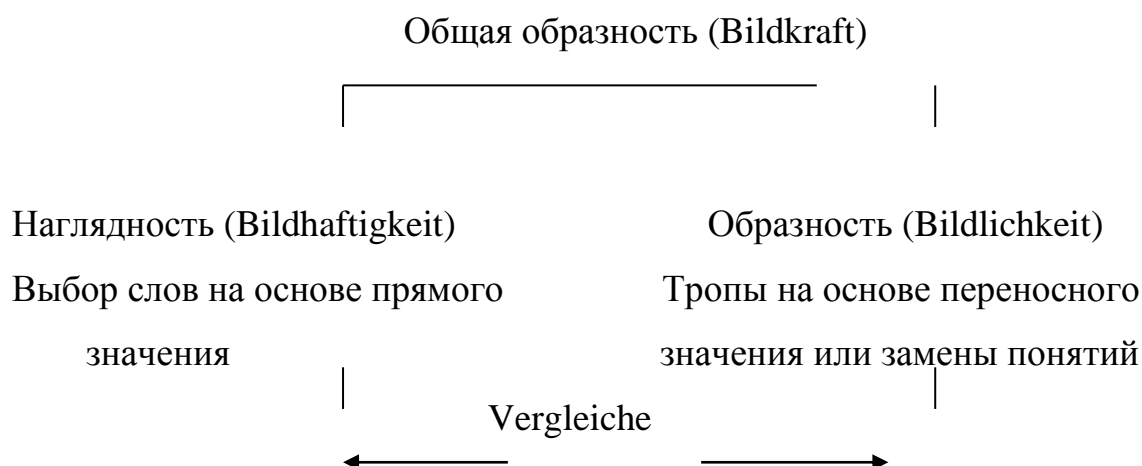 Общая образность (Bildkraft)
Наглядность (Bildhaftigkeit)
Выбор слов на основе прямого
значения
Образность (Bildlichkeit)
Тропы на основе переносного
значения или замены понятий
Vergleiche